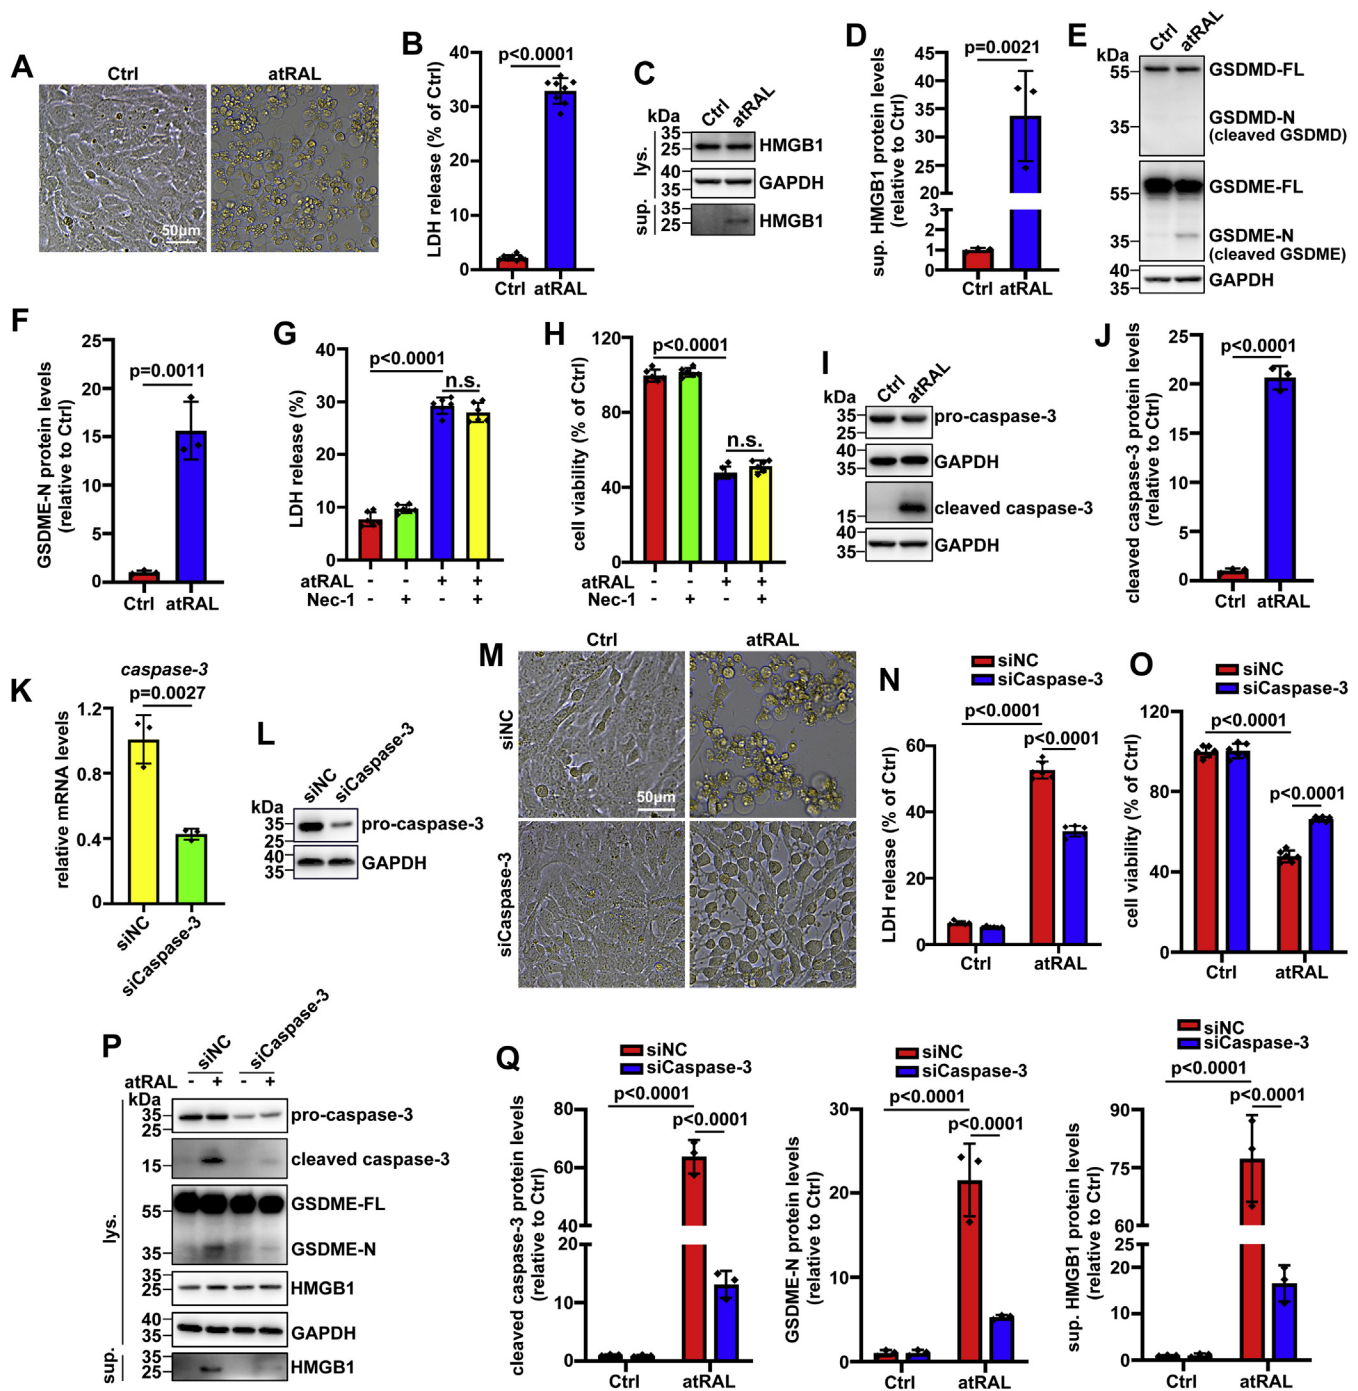 A
Ctrl
atRAL
50μm
B
LDH release (% of Ctrl)
40
30
20
10
0
p<0.0001
Ctrl atRAL
C
kDa
Ctrl
atRAL
lys.
35
25
HMGB1
40
35
GAPDH
sup.
35
25
HMGB1
D
sup. HMGB1 protein levels
(relative to Ctrl)
45
40
35
30
25
20
3
2
1
0
p=0.0021
Ctrl atRAL
E
kDa
Ctrl
atRAL
55
GSDMD-FL
35
GSDMD-N
(cleaved GSDMD)
55
GSDME-FL
35
GSDME-N
(cleaved GSDME)
40
35
GAPDH
F
GSDME-N protein levels
(relative to Ctrl)
25
20
15
10
5
0
p=0.0011
Ctrl atRAL
G
LDH release (%)
40
30
20
10
0
p<0.0001
n.s.
atRAL - - + +
Nec-1 - + - +
H
cell viability (% of Ctrl)
120
80
40
0
p<0.0001
n.s.
atRAL - - + +
Nec-1 - + - +
I
kDa
Ctrl
atRAL
35
25
pro-caspase-3
40
35
GAPDH
15
cleaved caspase-3
40
35
GAPDH
J
cleaved caspase-3 protein levels
(relative to Ctrl)
25
20
15
10
5
0
p<0.0001
Ctrl atRAL
K
caspase-3
p=0.0027
relative mRNA levels
1.2
0.8
0.4
0
siNC
siCaspase-3
L
siNC
siCaspase-3
kDa
35
25
pro-caspase-3
40
35
GAPDH
M
Ctrl
atRAL
siNC
50μm
siCaspase-3
N
siNC
siCaspase-3
p<0.0001
p<0.0001
LDH release (% of Ctrl)
60
40
20
0
Ctrl atRAL
O
siNC
siCaspase-3
p<0.0001
p<0.0001
cell viability (% of Ctrl)
120
80
40
0
Ctrl atRAL
P
siNC
siCaspase-3
atRAL - + - +
kDa
lys.
35
25
pro-caspase-3
15
cleaved caspase-3
55
GSDME-FL
35
GSDME-N
35
25
HMGB1
40
35
GAPDH
sup.
35
25
HMGB1
Q
siNC
siCaspase-3
p<0.0001
p<0.0001
cleaved caspase-3 protein levels
(relative to Ctrl)
80
60
40
20
10
0
Ctrl atRAL
siNC
siCaspase-3
p<0.0001
p<0.0001
GSDME-N protein levels
(relative to Ctrl)
30
20
10
0
Ctrl atRAL
siNC
siCaspase-3
p<0.0001
p<0.0001
sup. HMGB1 protein levels
(relative to Ctrl)
90
75
60
25
20
10
0
Ctrl atRAL